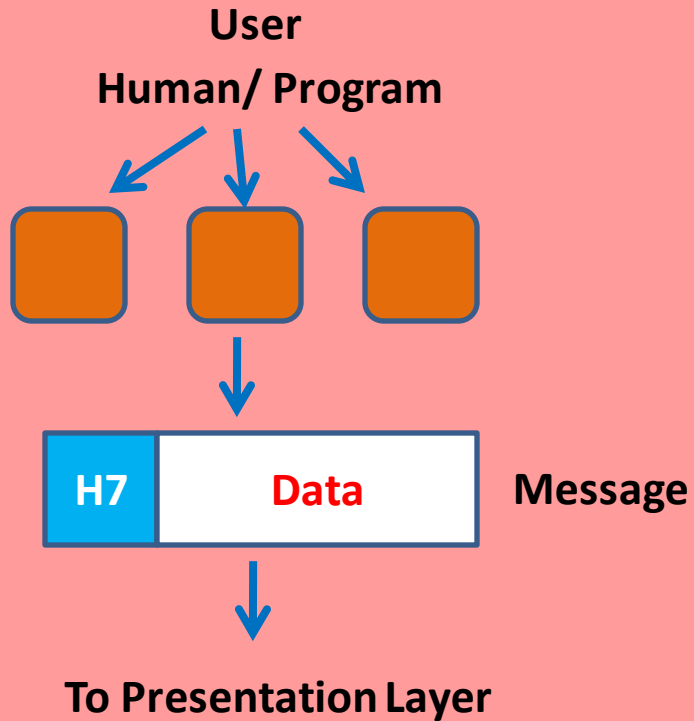 User
Human/ Program
H7 Data Message
To Presentation Layer